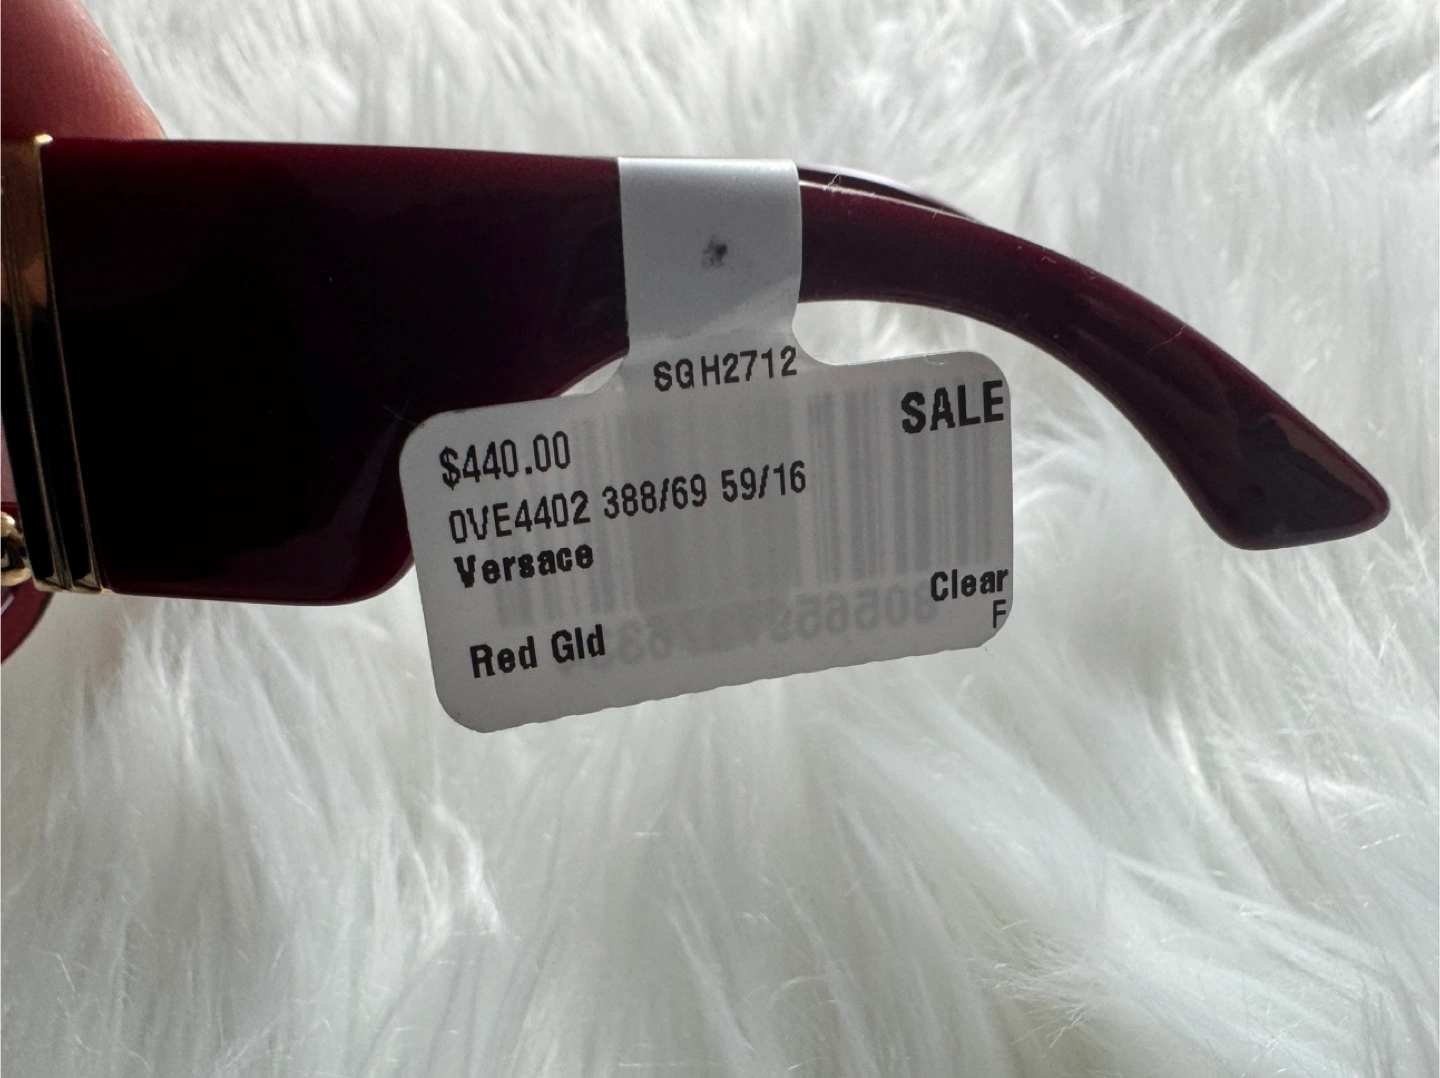 SGH2712
SALE
$440.00
0VE4402 388/69 59/16
Versace
Clear
F
Red Gld